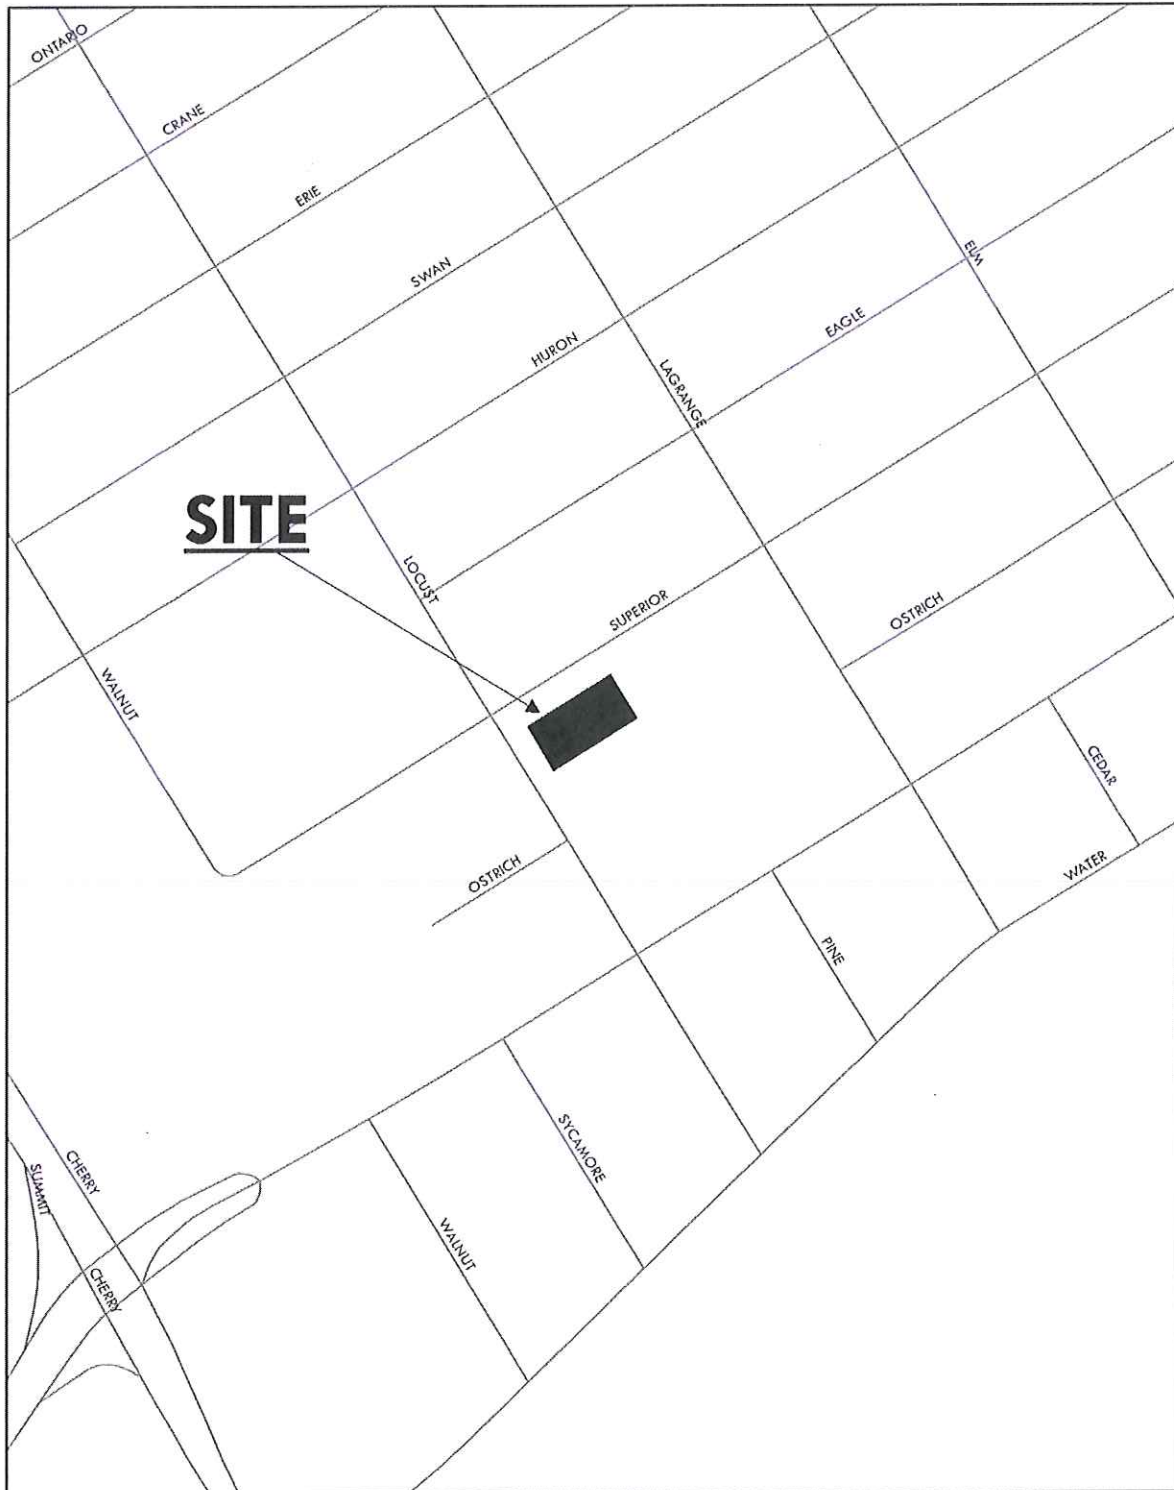 ONTARIO
CRANE
ERIE
SWAN
ELM
HURON
EAGLE
LAGRANGE
SITE
LOCUST
SUPERIOR
OSTRICH
WALNUT
CEDAR
OSTRICH
WATER
PINE
SYCAMORE
CHERRY
SUMMIT
WALNUT
CHERRY